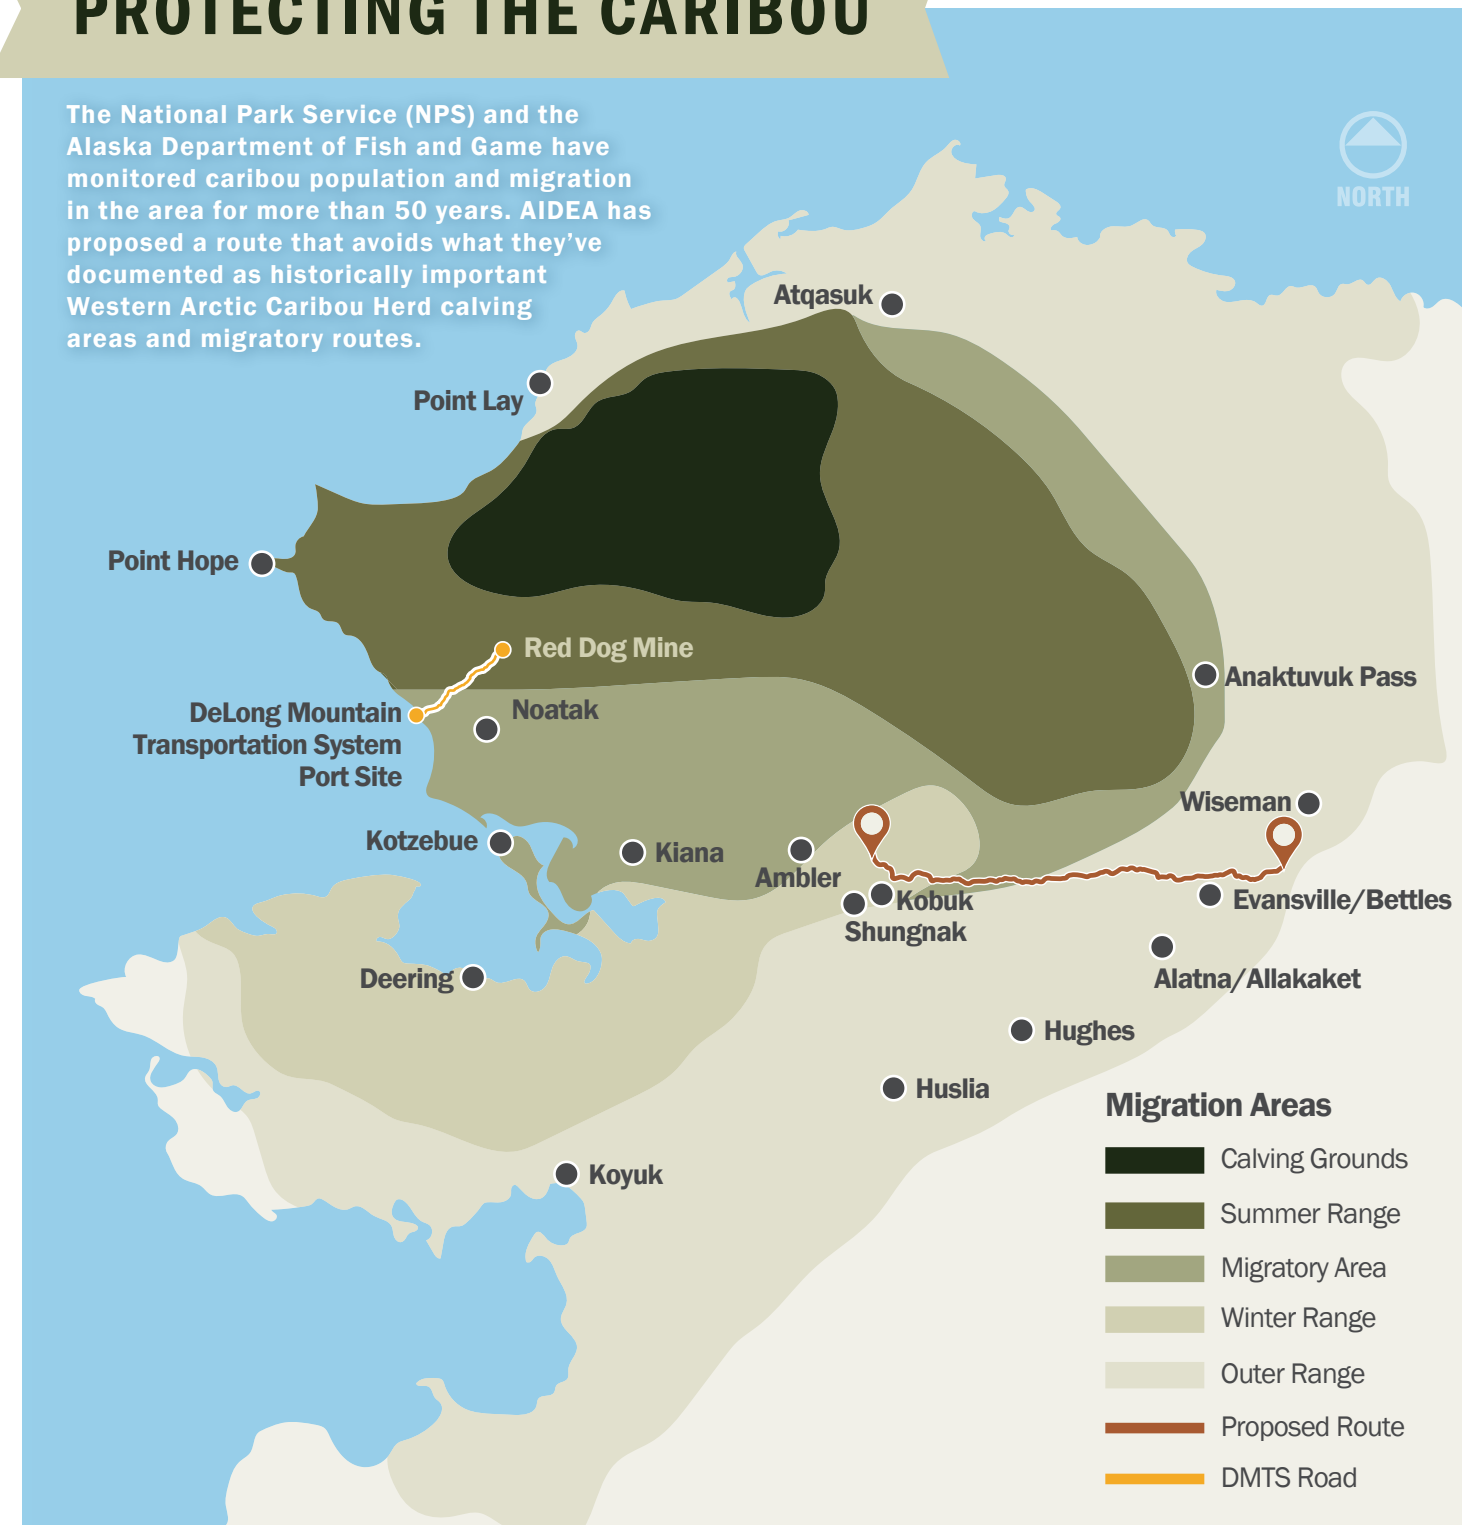 PROTECTING THE CARIBOU
The National Park Service (NPS) and the
Alaska Department of Fish and Game have
monitored caribou population and migration
in the area for more than 50 years. AIDEA has
proposed a route that avoids what they’ve
documented as historically important
Western Arctic Caribou Herd calving
areas and migratory routes.
NORTH
Atqasuk
Point Lay
Point Hope
Red Dog Mine
Anaktuvuk Pass
DeLong Mountain
Transportation System
Port Site
Noatak
Wiseman
Kotzebue
Kiana
Ambler
Kobuk
Shungnak
Evansville/Bettles
Deering
Alatna/Allakaket
Hughes
Huslia
Koyuk
Migration Areas
Calving Grounds
Summer Range
Migratory Area
Winter Range
Outer Range
Proposed Route
DMTS Road